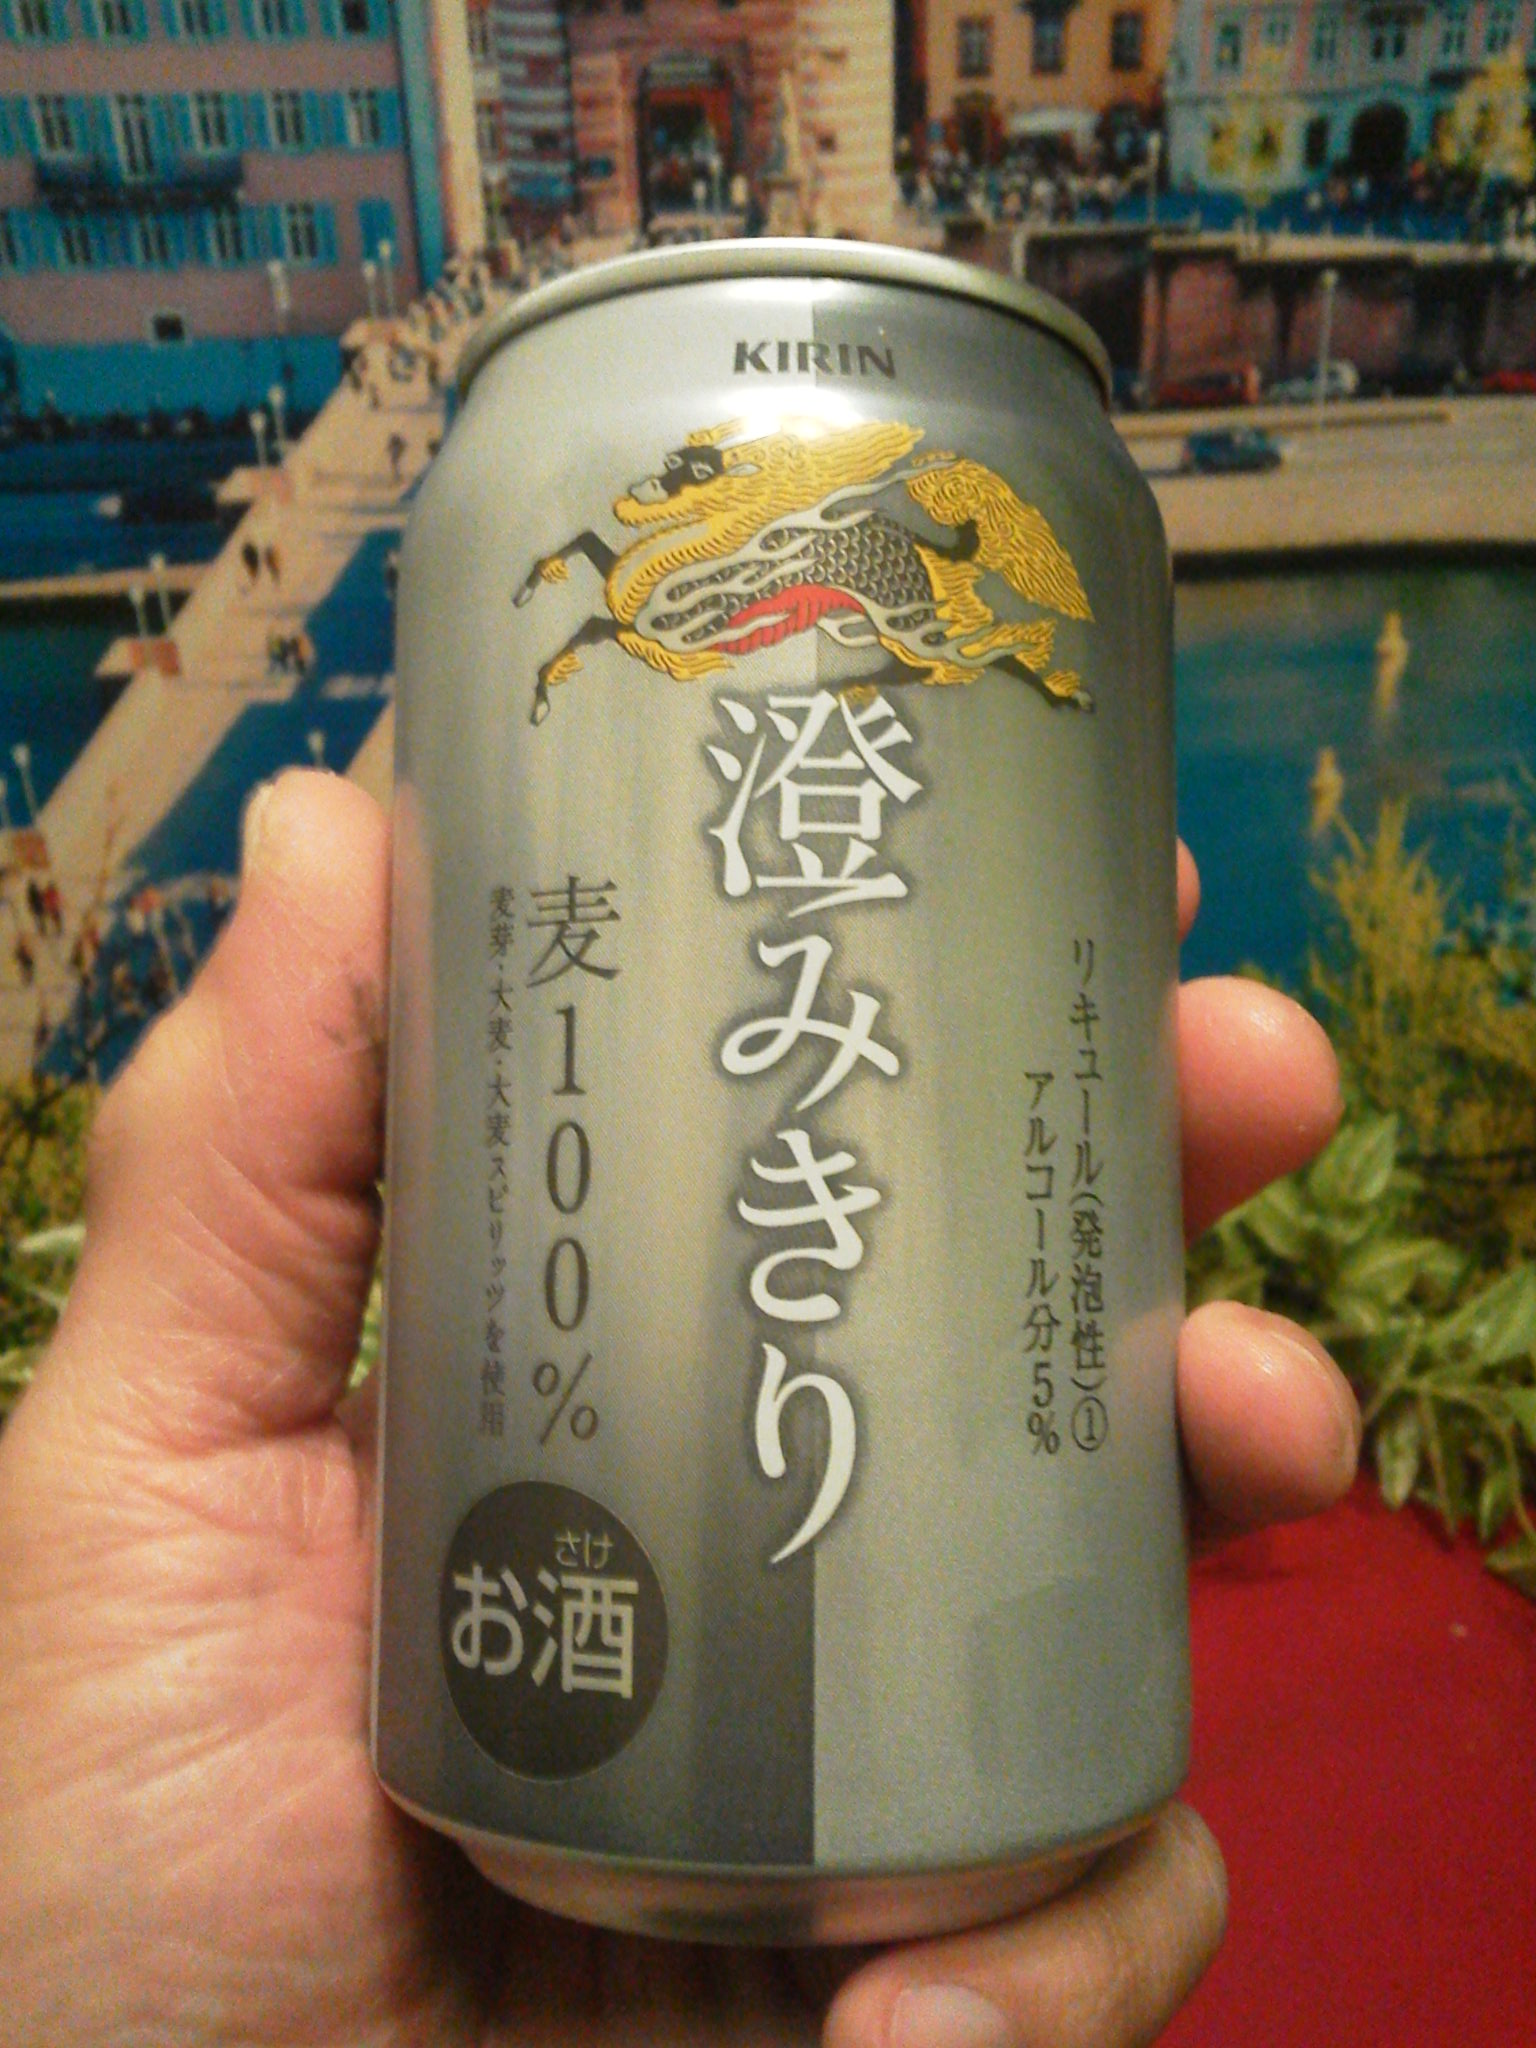 KIRIN
澄みきり
リキュール(発泡性)①
アルコール分5%
麦100%
麦芽・大麦・大麦スピリッツを使用
さけ
お酒